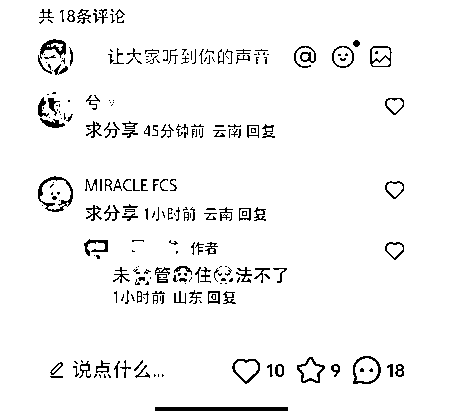 共 18条评论
让大家听到你的声音
兮
求分享 45分钟前 云南 回复
MIRACLE FCS
求分享 1小时前 云南 回复
作者
未管住法不了
1小时前 山东 回复
说点什么... 10 9 18